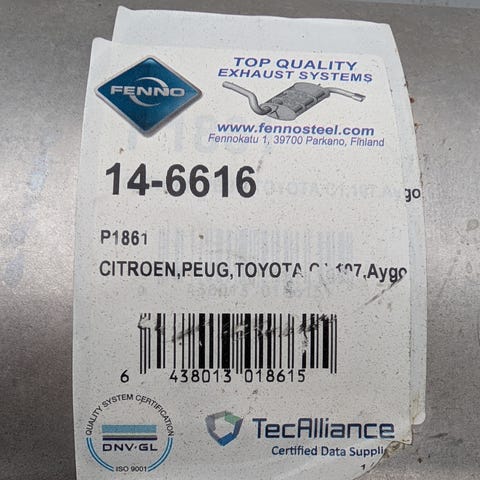 FENNO
TOP QUALITY
EXHAUST SYSTEMS
www.fennosteel.com
Fennokatu 1, 39700 Parkano, Finland
14-6616
P1861
CITROEN,PEUG,TOYOTA C1,107,Aygo
6 438013 018615
QUALITY SYSTEM CERTIFICATION
DNV·GL
ISO 9001
TecAlliance
Certified Data Supplie